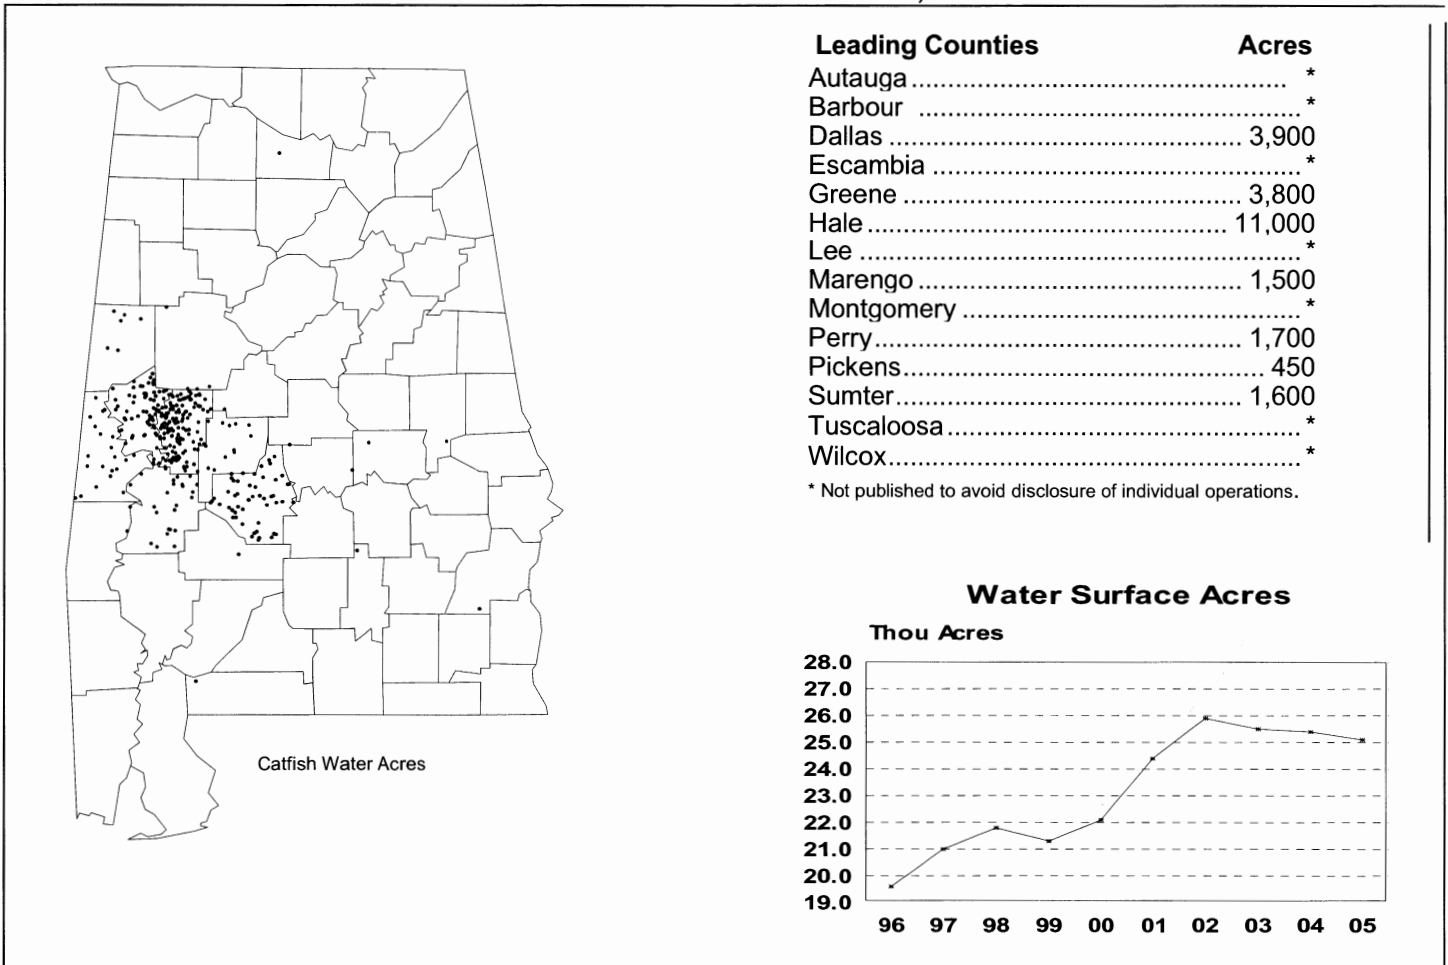 Leading Counties Acres
Autauga .................................................. *
Barbour .................................................. *
Dallas .................................................. 3,900
Escambia .................................................. *
Greene .................................................. 3,800
Hale .................................................. 11,000
Lee .................................................. *
Marengo .................................................. 1,500
Montgomery .................................................. *
Perry .................................................. 1,700
Pickens .................................................. 450
Sumter .................................................. 1,600
Tuscaloosa .................................................. *
Wilcox .................................................. *
* Not published to avoid disclosure of individual operations.
Catfish Water Acres
Water Surface Acres
Thou Acres
28.0
27.0
26.0
25.0
24.0
23.0
22.0
21.0
20.0
19.0
96 97 98 99 00 01 02 03 04 05